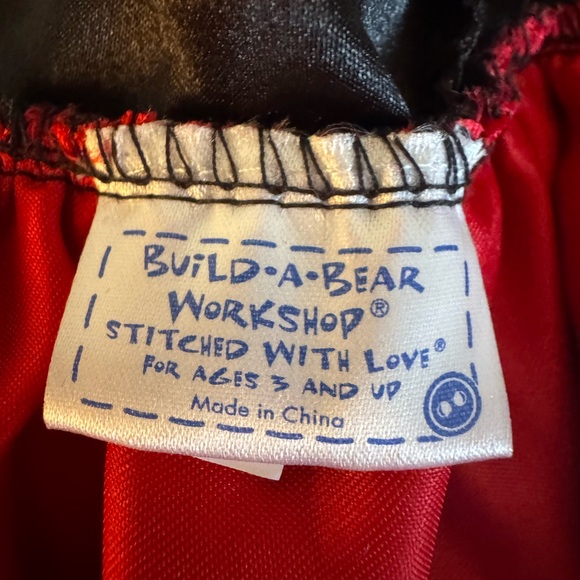 BUiLD•A•BEAR
WORKSHOP®
STITCHED WITH LOVE®
FOR AGES 3 AND UP
Made in China